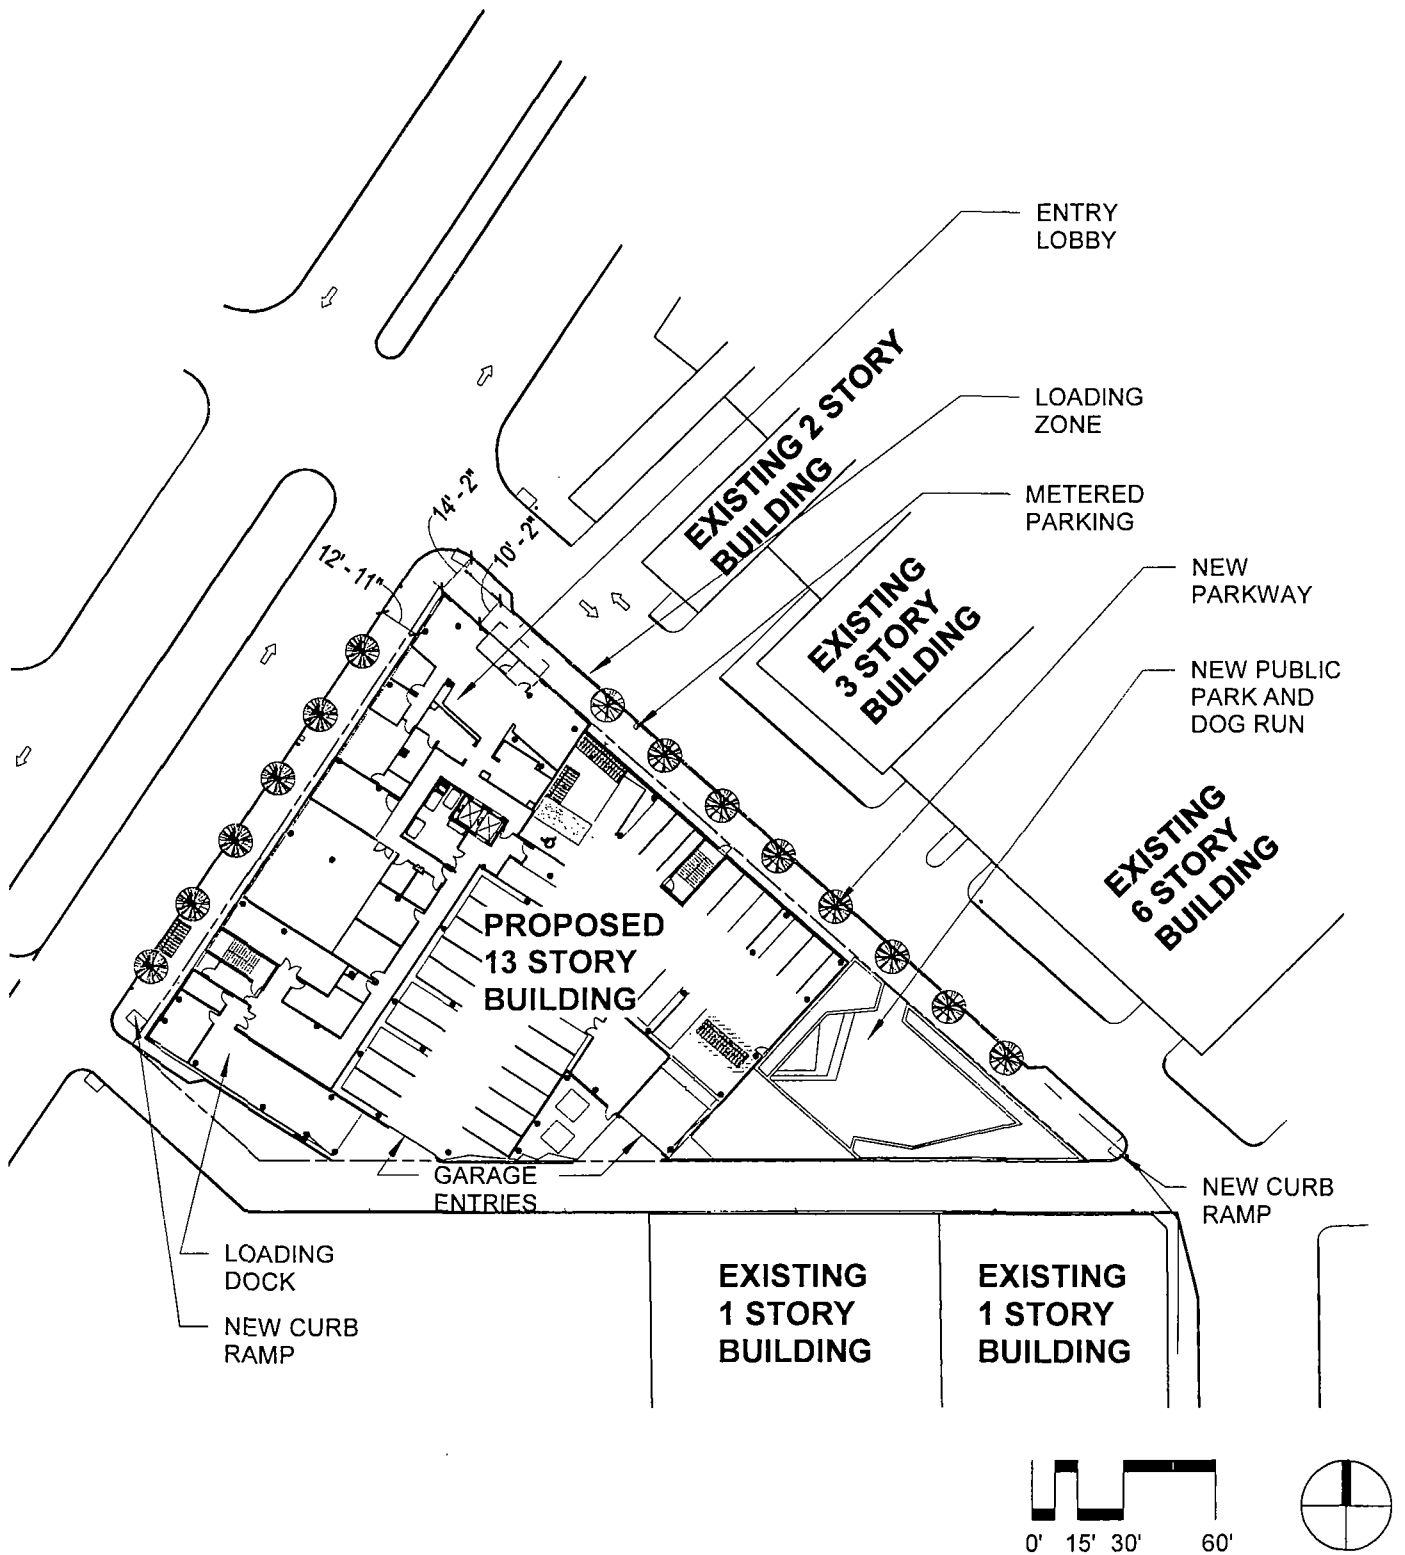 ENTRY
LOBBY
EXISTING 2 STORY
BUILDING
LOADING
ZONE
14' - 2"
10' - 2"
12' - 11"
METERED
PARKING
EXISTING
3 STORY
BUILDING
NEW
PARKWAY
NEW PUBLIC
PARK AND
DOG RUN
EXISTING
6 STORY
BUILDING
PROPOSED
13 STORY
BUILDING
GARAGE
ENTRIES
NEW CURB
RAMP
LOADING
DOCK
NEW CURB
RAMP
EXISTING
1 STORY
BUILDING
EXISTING
1 STORY
BUILDING
0' 15' 30' 60'